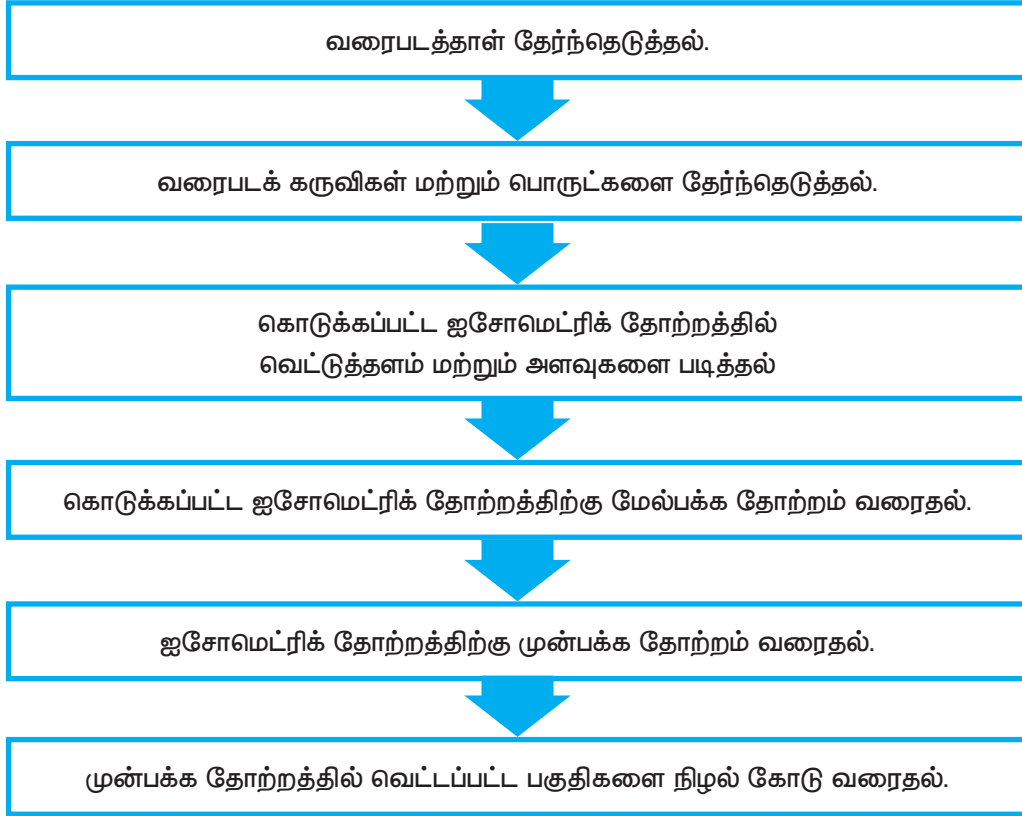 வரைபடத்தாள் தேர்ந்தெடுத்தல்.
வரைபடக் கருவிகள் மற்றும் பொருட்களை தேர்ந்தெடுத்தல்.
கொடுக்கப்பட்ட ஐசோமெட்ரிக் தோற்றத்தில்
வெட்டுத்தளம் மற்றும் அளவுகளை படித்தல்
கொடுக்கப்பட்ட ஐசோமெட்ரிக் தோற்றத்திற்கு மேல்பக்க தோற்றம் வரைதல்.
ஐசோமெட்ரிக் தோற்றத்திற்கு முன்பக்க தோற்றம் வரைதல்.
முன்பக்க தோற்றத்தில் வெட்டப்பட்ட பகுதிகளை நிழல் கோடு வரைதல்.